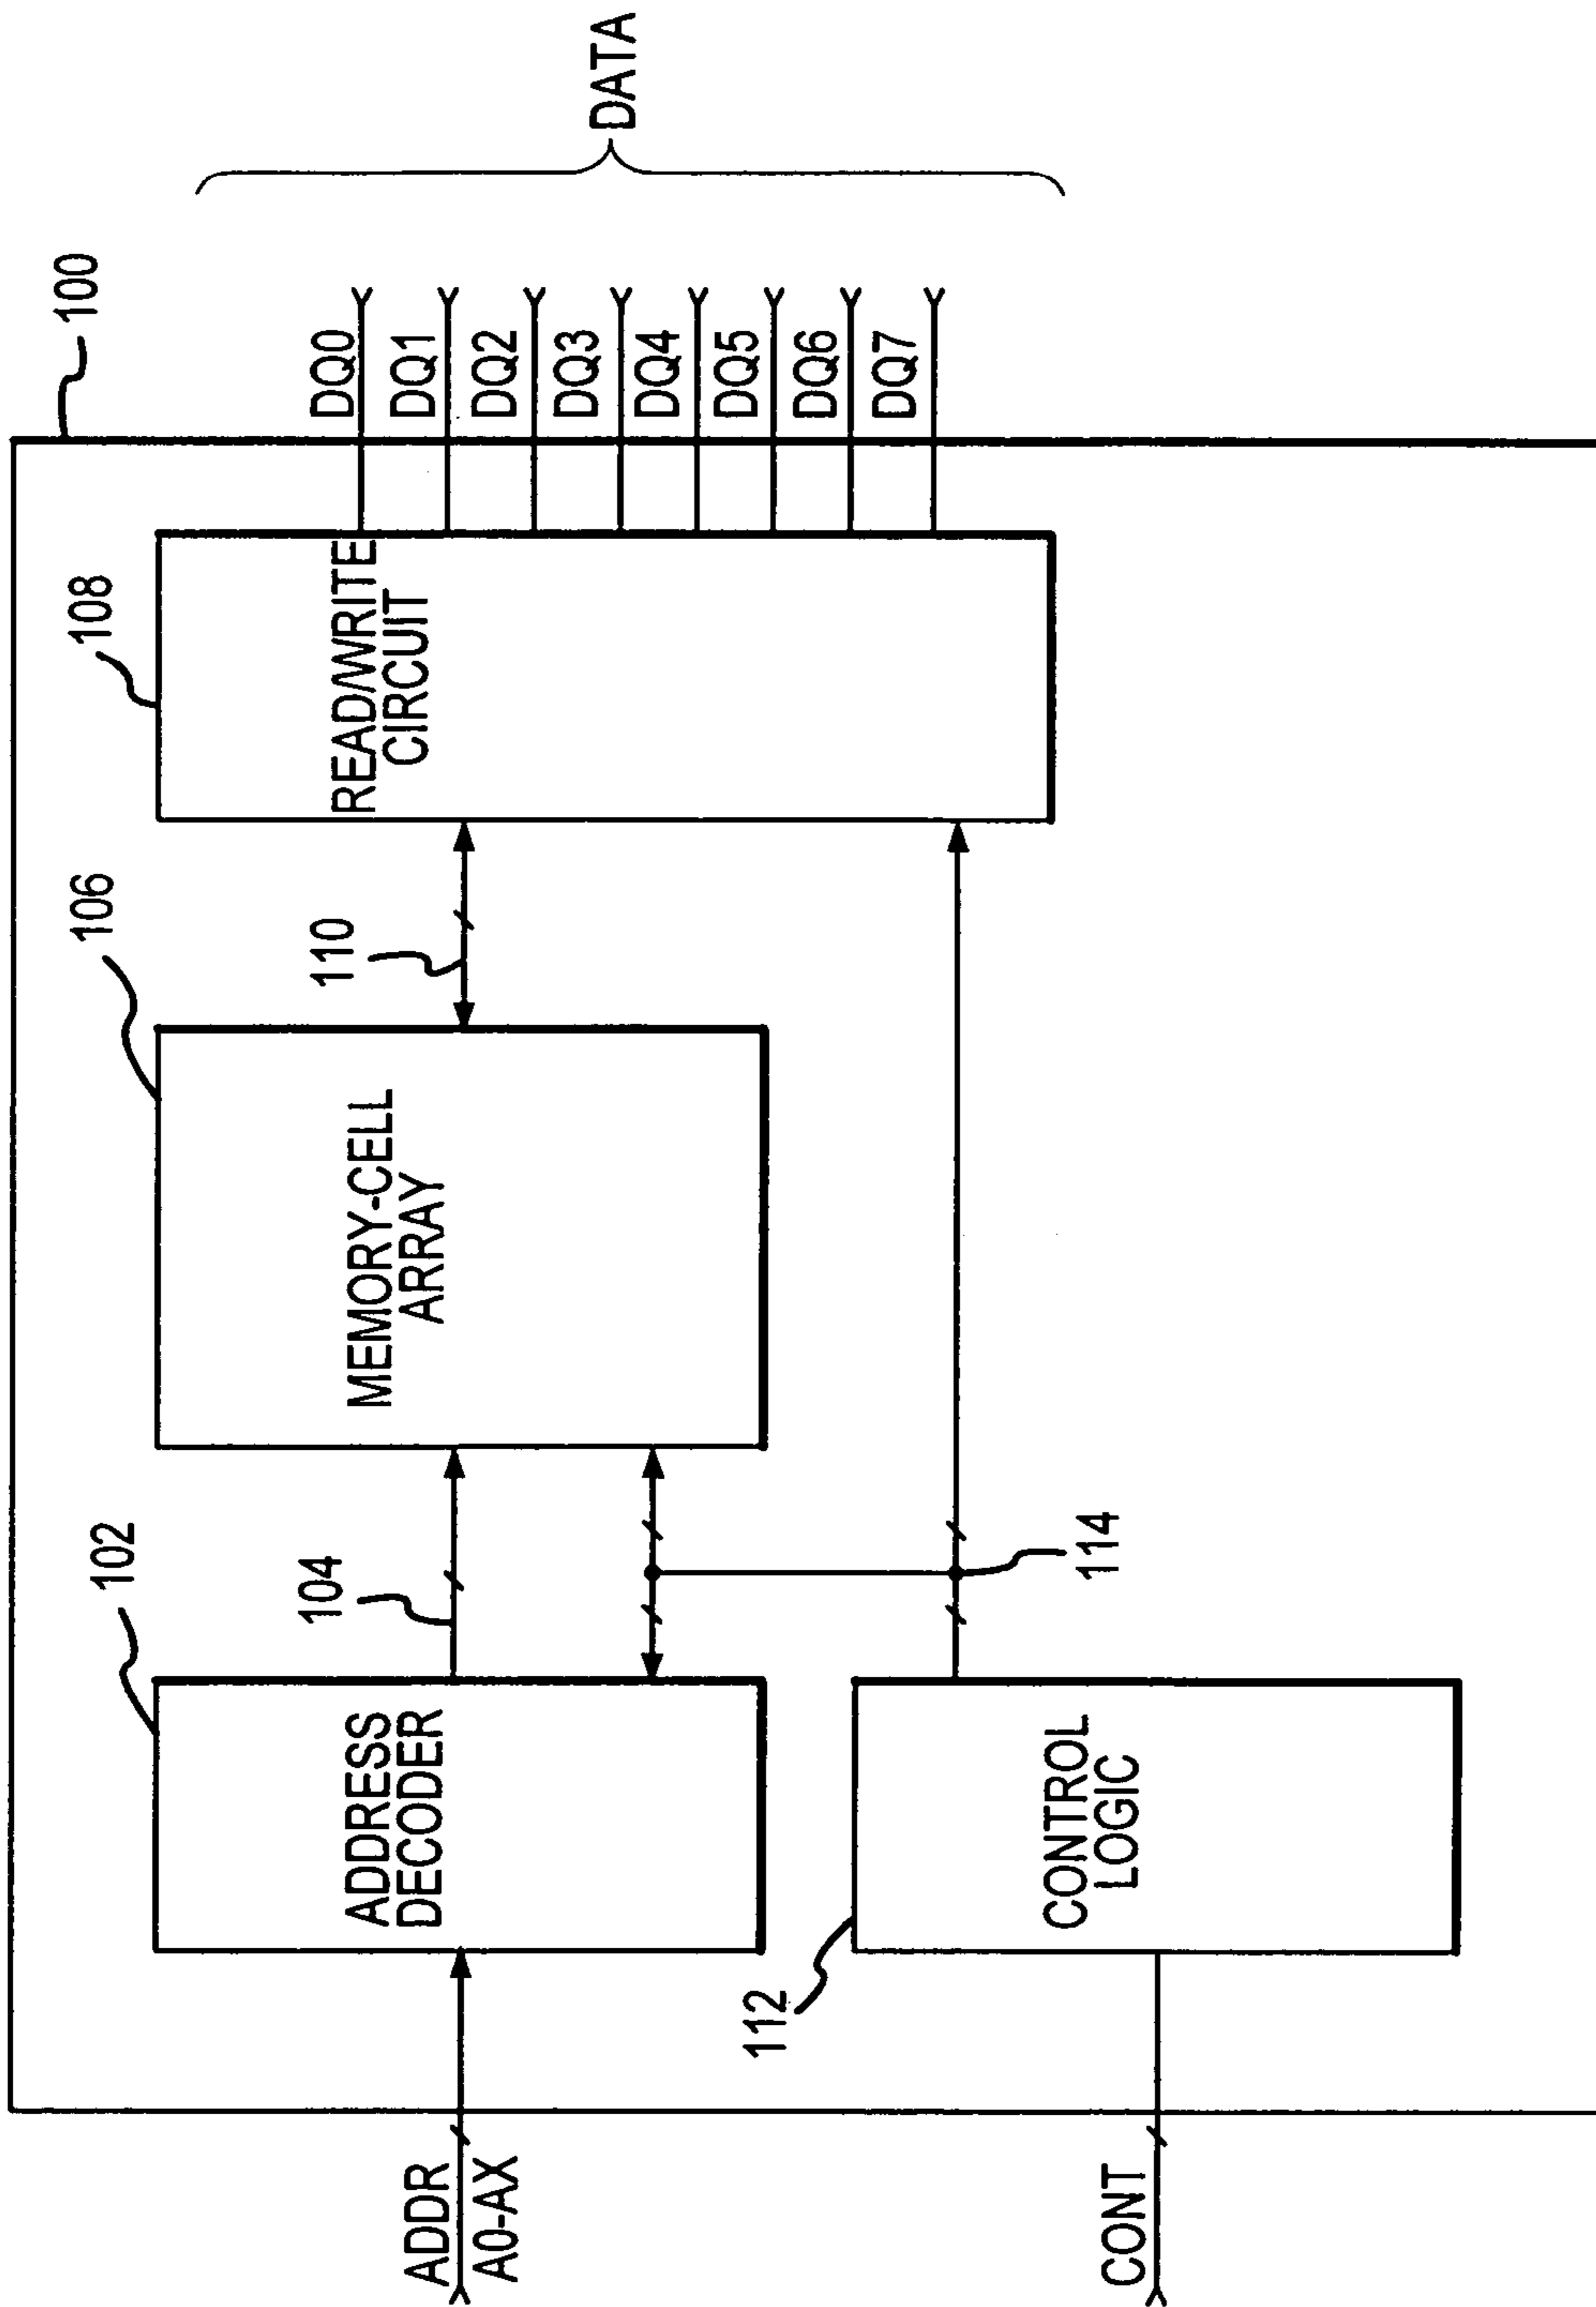 100
108
106
102
110
104
READ/WRITE
CIRCUIT
MEMORY-CELL
ARRAY
ADDRESS
DECODER
DQ0
DQ1
DQ2
DQ3
DQ4
DQ5
DQ6
DQ7
DATA
ADDR
A0-AX
112
CONTROL
LOGIC
114
CONT